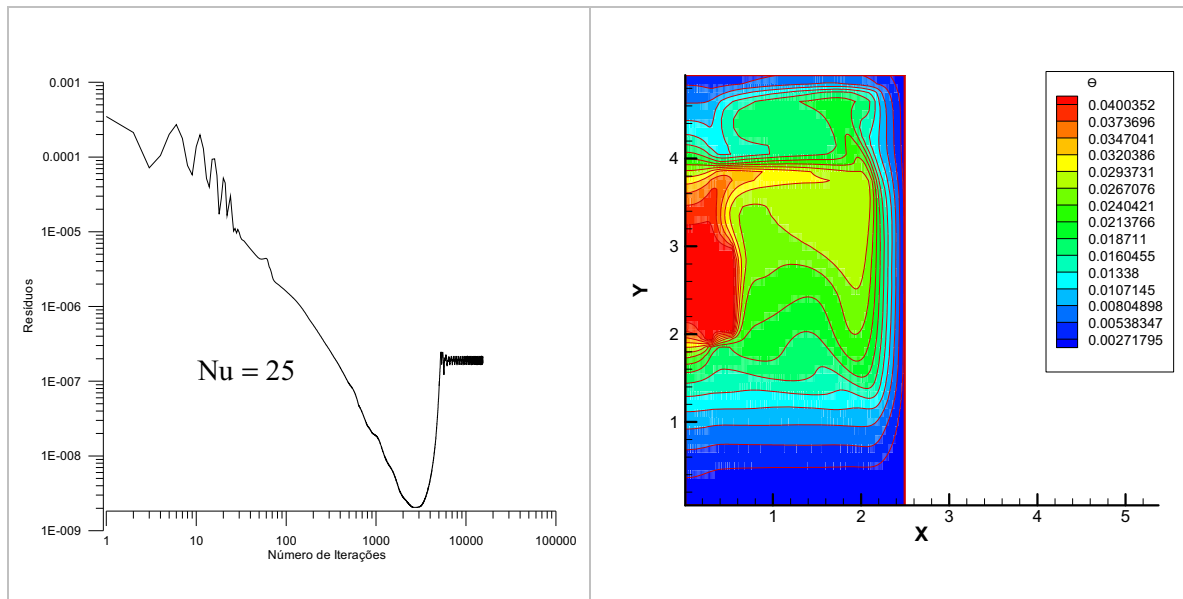 0.001
0.0001
1E-005
1E-006
1E-007
1E-008
1E-009
Resíduos
Nu = 25
1
10
100
1000
10000
100000
Número de Iterações
Y
4
3
2
1
1
2
3
4
5
X
Θ
0.0400352
0.0373696
0.0347041
0.0320386
0.0293731
0.0267076
0.0240421
0.0213766
0.018711
0.0160455
0.01338
0.0107145
0.00804898
0.00538347
0.00271795